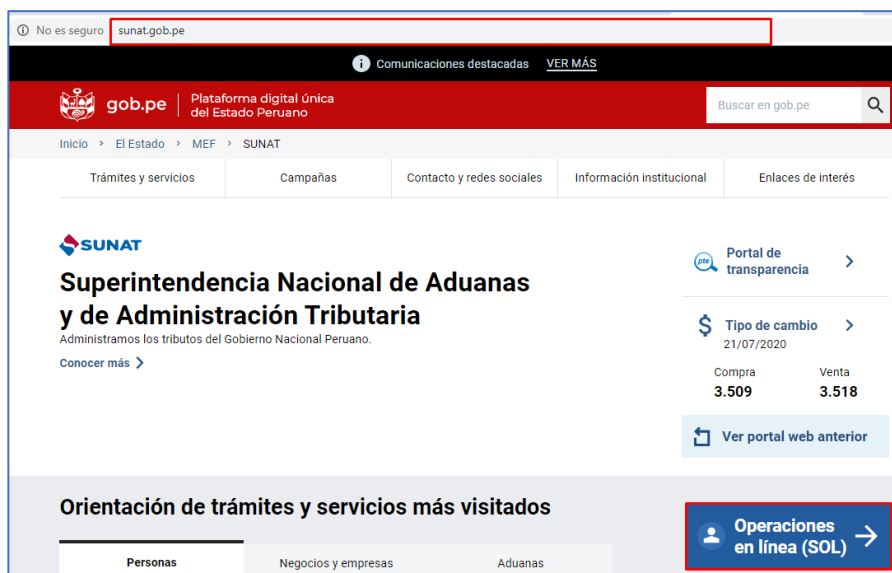 No es seguro sunat.gob.pe
i Comunicaciones destacadas VER MÁS
gob.pe Plataforma digital única
del Estado Peruano
Buscar en gob.pe
Inicio > El Estado > MEF > SUNAT
Trámites y servicios Campañas Contacto y redes sociales Información institucional Enlaces de interés
SUNAT
Superintendencia Nacional de Aduanas
y de Administración Tributaria
Administramos los tributos del Gobierno Nacional Peruano.
Conocer más >
pte Portal de
transparencia >
$ Tipo de cambio >
21/07/2020
Compra Venta
3.509 3.518
Ver portal web anterior
Orientación de trámites y servicios más visitados
Operaciones
en línea (SOL) →
Personas Negocios y empresas Aduanas